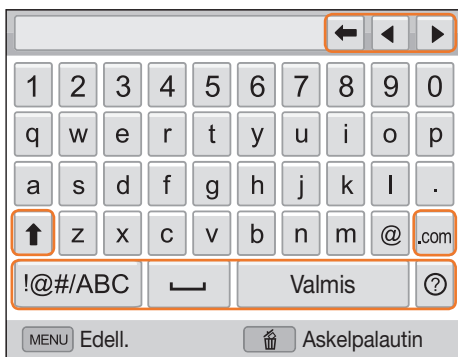 1 2 3 4 5 6 7 8 9 0
q w e r t y u i o p
a s d f g h j k l .
z x c v b n m @ .com
!@#/ABC Valmis ?
MENU Edell. Askelpalautin